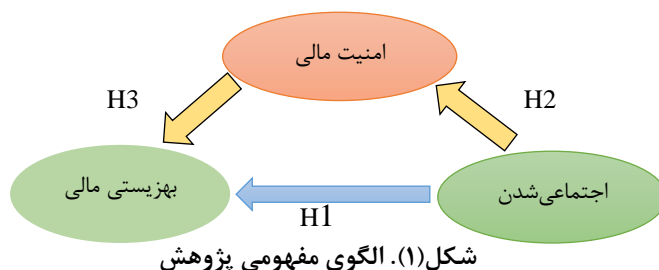 امنیت مالی
H3
H2
بهزیستی مالی
اجتماعی‌شدن
H1
شکل(۱). الگوی مفهومی پژوهش